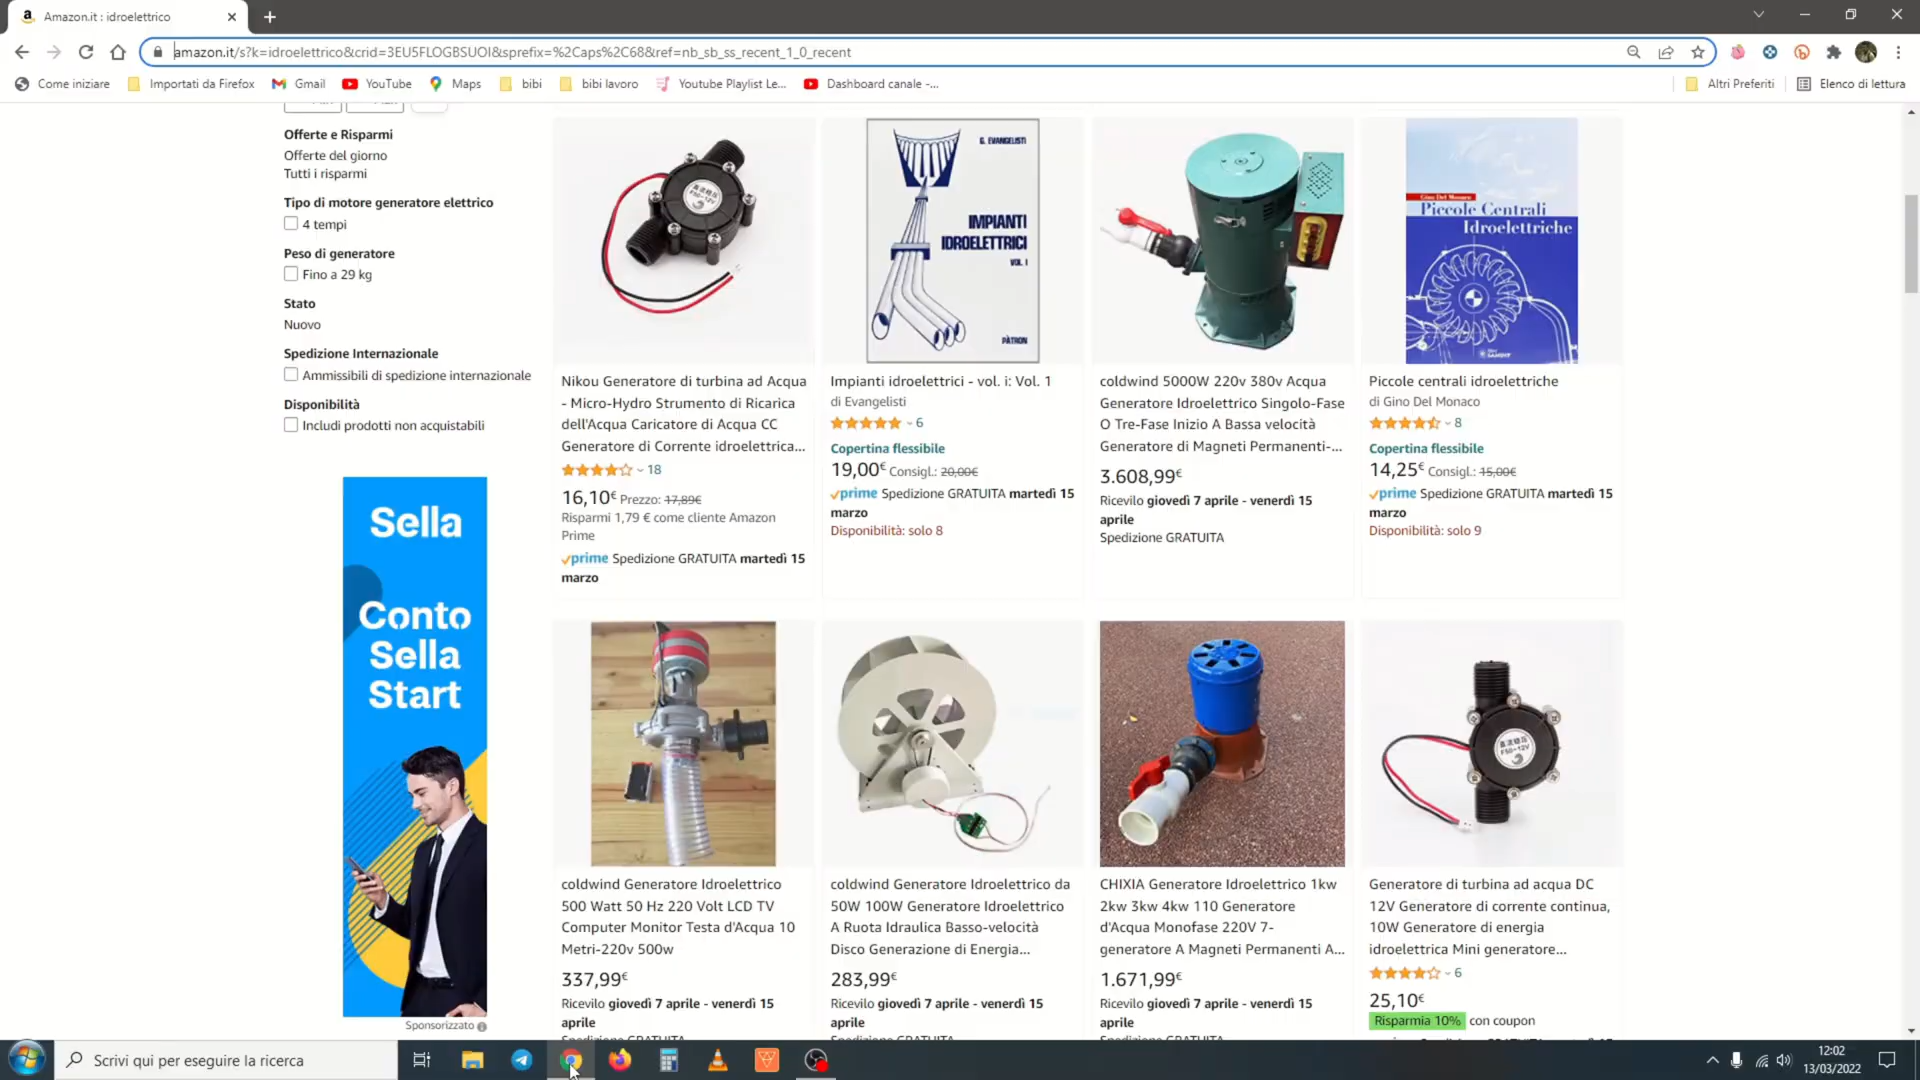 Amazon.it : idroelettrico
amazon.it/s?k=idroelettrico&crid=3EU5FLOGBSUOI&sprefix=%2Caps%2C68&ref=nb_sb_ss_recent_1_0_recent
Come iniziare
Importati da Firefox
Gmail
YouTube
Maps
bibi
bibi lavoro
Youtube Playlist Le...
Dashboard canale -...
Altri Preferiti
Elenco di lettura
Offerte e Risparmi
Offerte del giorno
Tutti i risparmi
Tipo di motore generatore elettrico
4 tempi
Peso di generatore
Fino a 29 kg
Stato
Nuovo
Spedizione Internazionale
Ammissibili di spedizione internazionale
Disponibilità
Includi prodotti non acquistabili
Sella
Conto
Sella
Start
Sponsorizzato
F50-12V
Nikou Generatore di turbina ad Acqua
- Micro-Hydro Strumento di Ricarica
dell'Acqua Caricatore di Acqua CC
Generatore di Corrente idroelettrica...
18
16,10€ Prezzo: 17,89€
Risparmi 1,79 € come cliente Amazon
Prime
prime Spedizione GRATUITA martedì 15
marzo
G. EVANGELISTI
IMPIANTI
IDROELETTRICI
VOL. I
PÀTRON
Impianti idroelettrici - vol. i: Vol. 1
di Evangelisti
6
Copertina flessibile
19,00€ Consigl.: 20,00€
prime Spedizione GRATUITA martedì 15
marzo
Disponibilità: solo 8
coldwind 5000W 220v 380v Acqua
Generatore Idroelettrico Singolo-Fase
O Tre-Fase Inizio A Bassa velocità
Generatore di Magneti Permanenti-...
3.608,99€
Ricevilo giovedì 7 aprile - venerdì 15
aprile
Spedizione GRATUITA
Gino Del Monaco
Piccole Centrali
Idroelettriche
Piccole centrali idroelettriche
di Gino Del Monaco
8
Copertina flessibile
14,25€ Consigl.: 15,00€
prime Spedizione GRATUITA martedì 15
marzo
Disponibilità: solo 9
coldwind Generatore Idroelettrico
500 Watt 50 Hz 220 Volt LCD TV
Computer Monitor Testa d'Acqua 10
Metri-220v 500w
337,99€
Ricevilo giovedì 7 aprile - venerdì 15
aprile
Spedizione GRATUITA
coldwind Generatore Idroelettrico da
50W 100W Generatore Idroelettrico
A Ruota Idraulica Basso-velocità
Disco Generazione di Energia...
283,99€
Ricevilo giovedì 7 aprile - venerdì 15
aprile
Spedizione GRATUITA
CHIXIA Generatore Idroelettrico 1kw
2kw 3kw 4kw 110 Generatore
d'Acqua Monofase 220V 7-
generatore A Magneti Permanenti A...
1.671,99€
Ricevilo giovedì 7 aprile - venerdì 15
aprile
Spedizione GRATUITA
F50-12V
Generatore di turbina ad acqua DC
12V Generatore di corrente continua,
10W Generatore di energia
idroelettrica Mini generatore...
6
25,10€
Risparmia 10% con coupon
Scrivi qui per eseguire la ricerca
12:02
13/03/2022